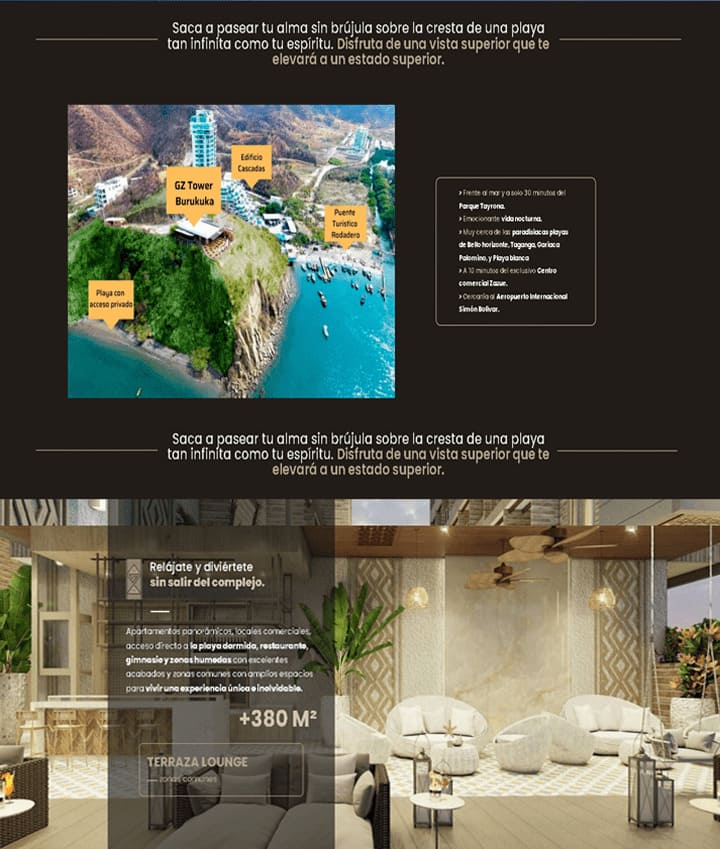 Saca a pasear tu alma sin brújula sobre la cresta de una playa
tan infinita como tu espíritu. Disfruta de una vista superior que te
elevará a un estado superior.
Edificio
Cascadas
GZ Tower
Burukuka
Puente
Turistico
Rodadero
Playa con
acceso privado
> Frente al mar y a solo 30 minutos del
Parque Tayrona.
> Emocionante vida nocturna.
> Muy cerca de las paradisíacas playas
de Bello horizonte, Taganga, Gariaca
Palomino, y Playa blanca
> A 10 minutos del exclusivo Centro
comercial Zazue.
> Cercanía al Aeropuerto Internacional
Simón Bolívar.
Saca a pasear tu alma sin brújula sobre la cresta de una playa
tan infinita como tu espíritu. Disfruta de una vista superior que te
elevará a un estado superior.
Relájate y diviértete
sin salir del complejo.
Apartamentos panorámicos, locales comerciales,
acceso directo a la playa dormida, restaurante,
gimnasio y zonas humedas con excelentes
acabados y zonas comunes con amplios espacios
para vivir una experiencia única e inolvidable.
+380 M²
TERRAZA LOUNGE
zonas comunes